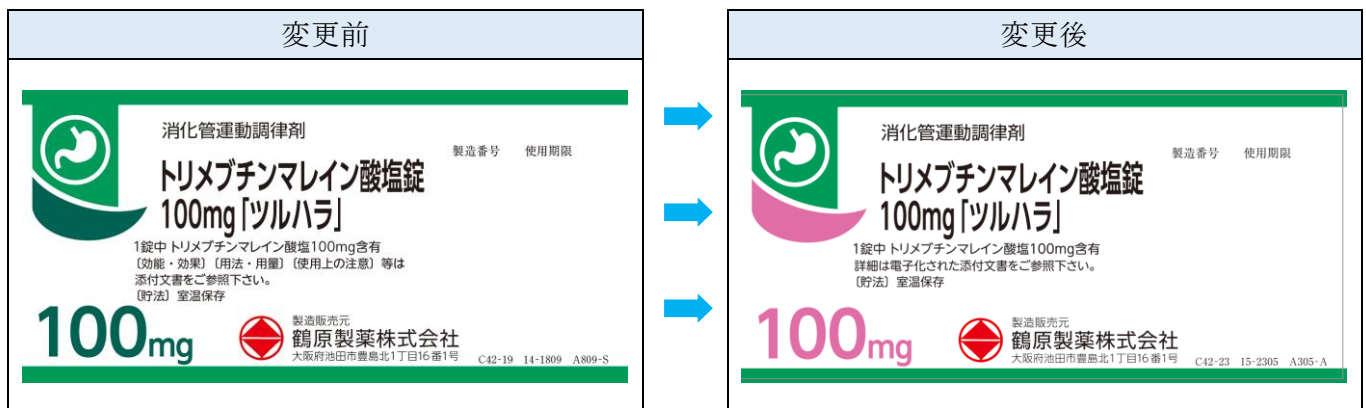 変更前
消化管運動調律剤
製造番号 使用期限
トリメブチンマレイン酸塩錠
100mg「ツルハラ」
1錠中 トリメブチンマレイン酸塩100mg含有
〔効能・効果〕〔用法・用量〕〔使用上の注意〕等は
添付文書をご参照下さい。
〔貯法〕室温保存
100mg
製造販売元
鶴原製薬株式会社
大阪府池田市豊島北1丁目16番1号
C42-19 14-1809 A809-S
変更後
消化管運動調律剤
製造番号 使用期限
トリメブチンマレイン酸塩錠
100mg「ツルハラ」
1錠中 トリメブチンマレイン酸塩100mg含有
詳細は電子化された添付文書をご参照下さい。
〔貯法〕室温保存
100mg
製造販売元
鶴原製薬株式会社
大阪府池田市豊島北1丁目16番1号
C42-23 15-2305 A305-A